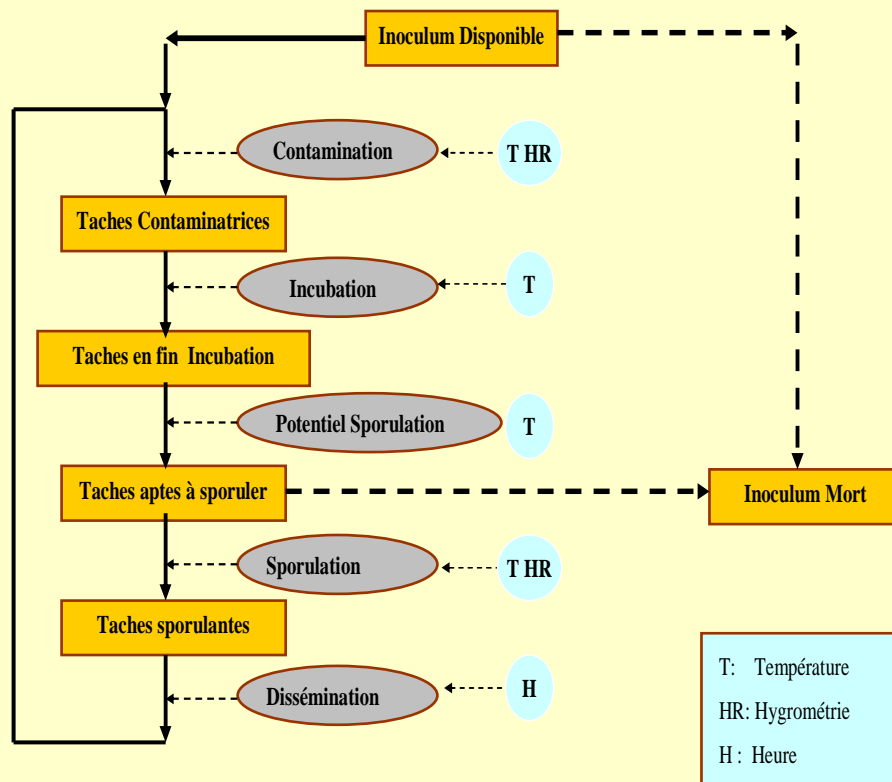 Inoculum Disponible
Contamination
T HR
Taches Contaminatrices
Incubation
T
Taches en fin Incubation
Potentiel Sporulation
T
Taches aptes à sporuler
Inoculum Mort
Sporulation
T HR
Taches sporulantes
Dissémination
H
T: Température
HR: Hygrométrie
H : Heure